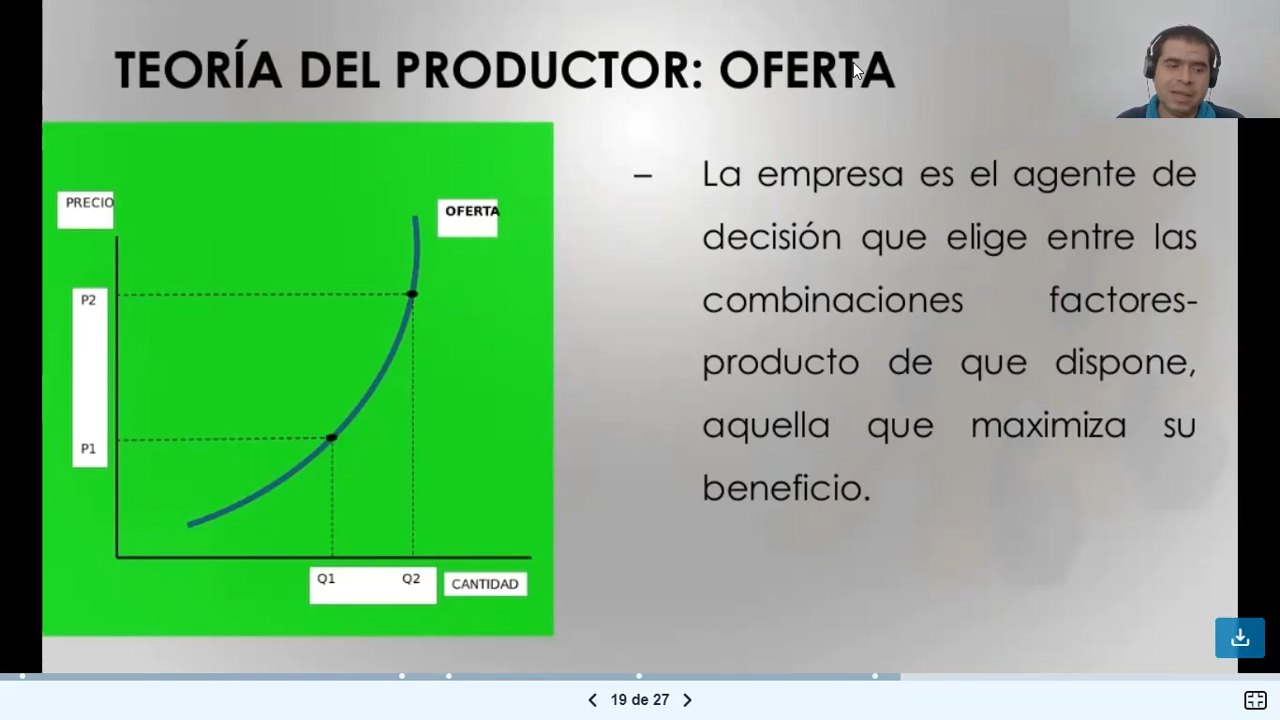 TEORÍA DEL PRODUCTOR: OFERTA
PRECIO
OFERTA
P2
P1
Q1 Q2
CANTIDAD
– La empresa es el agente de
decisión que elige entre las
combinaciones factores-
producto de que dispone,
aquella que maximiza su
beneficio.
19 de 27